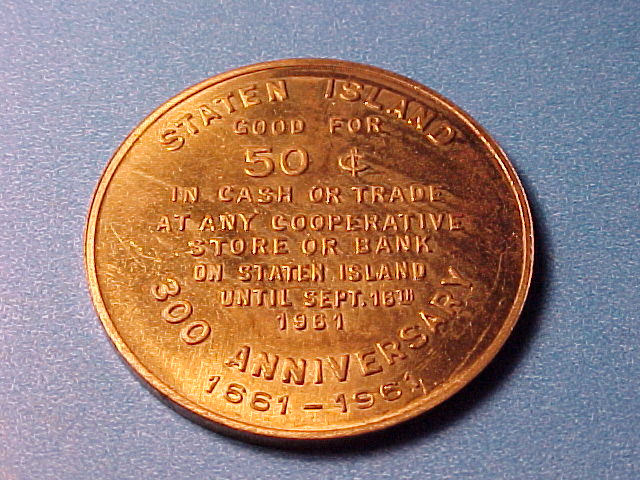 STATEN ISLAND
GOOD FOR
50 ¢
IN CASH OR TRADE
AT ANY COOPERATIVE
STORE OR BANK
ON STATEN ISLAND
UNTIL SEPT. 16TH
1961
300 ANNIVERSARY
1661-1961